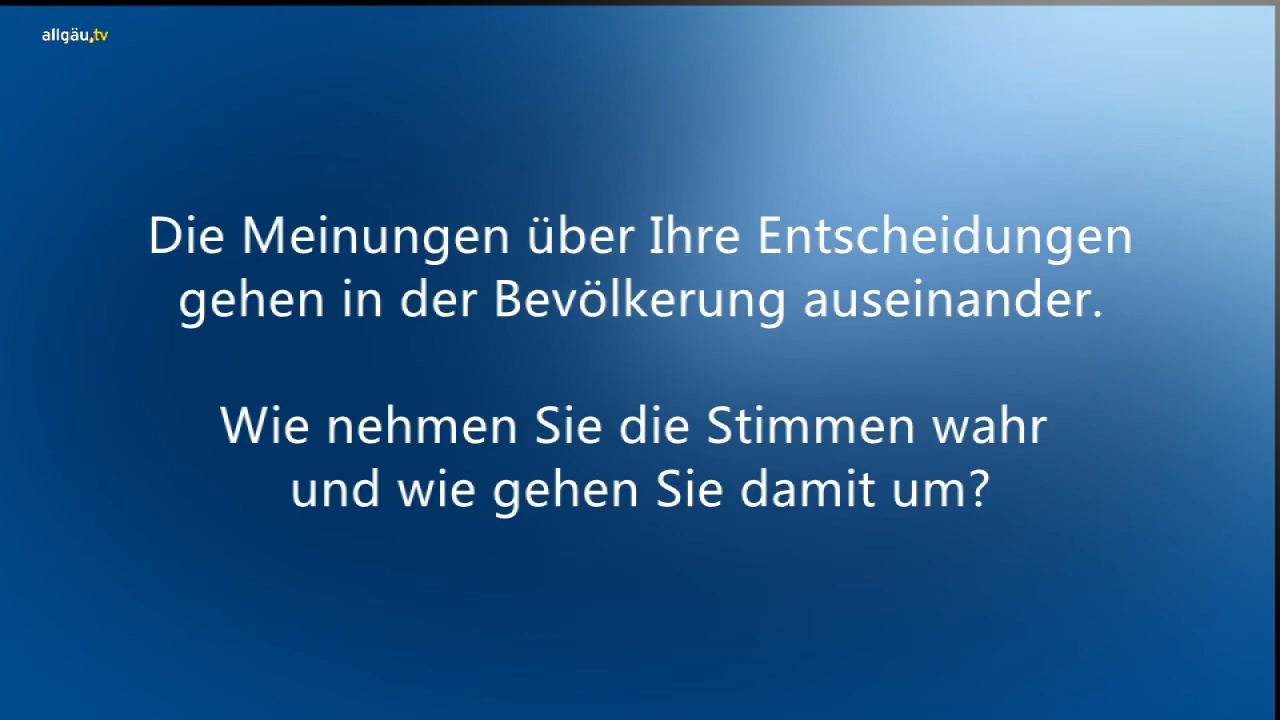 allgäu.tv
Die Meinungen über Ihre Entscheidungen
gehen in der Bevölkerung auseinander.
Wie nehmen Sie die Stimmen wahr
und wie gehen Sie damit um?